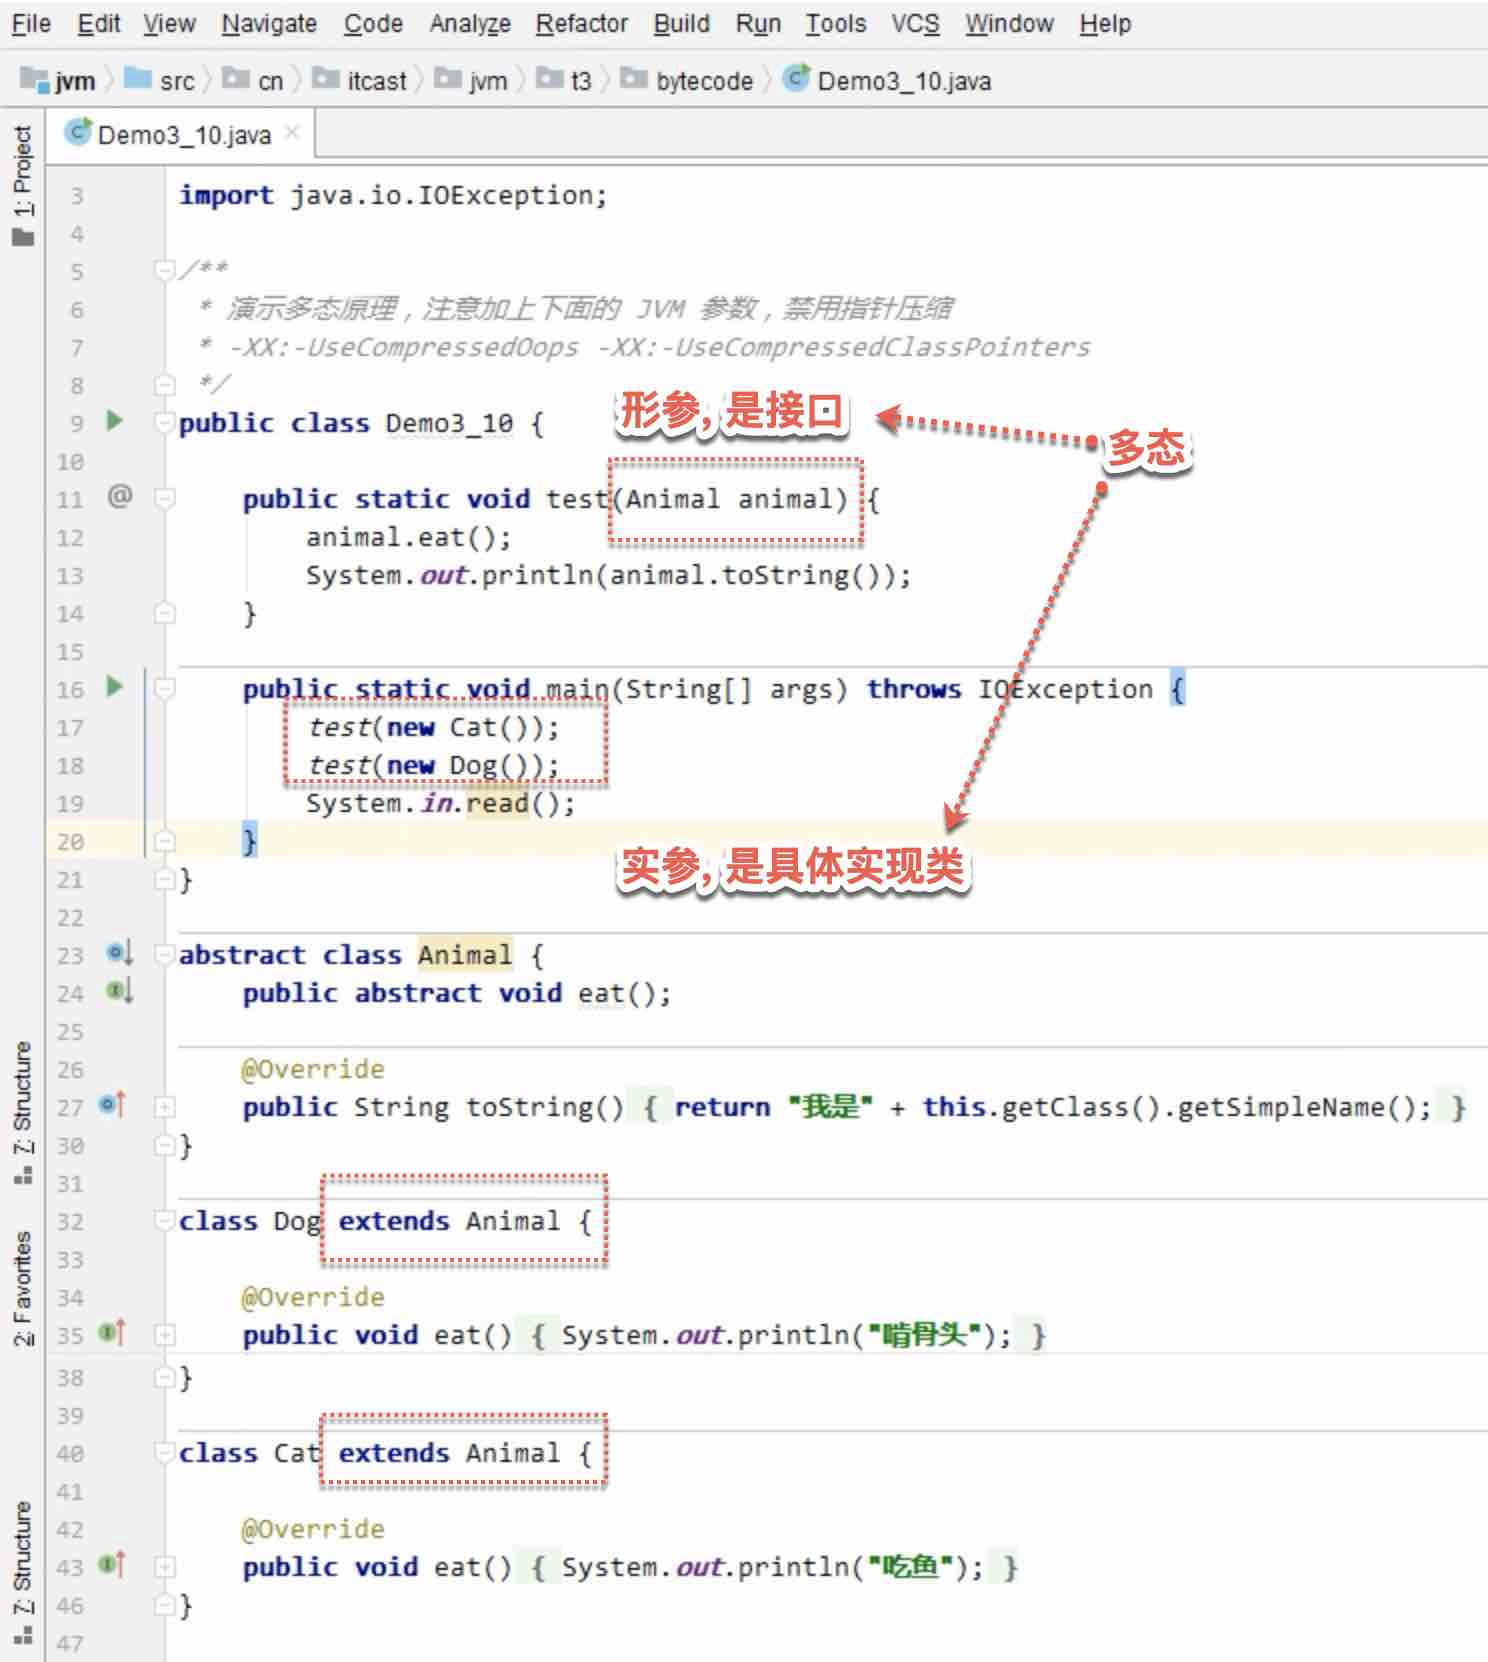 File Edit View Navigate Code Analyze Refactor Build Run Tools VCS Window Help
jvm src cn itcast jvm t3 bytecode Demo3_10.java
Demo3_10.java
1: Project
7: Structure
2: Favorites
7: Structure
3 import java.io.IOException;
4
5 /**
6 * 演示多态原理，注意加上下面的 JVM 参数，禁用指针压缩
7 * -XX:-UseCompressedOops -XX:-UseCompressedClassPointers
8 */
形参, 是接口
多态
9 public class Demo3_10 {
10
11 @ public static void test(Animal animal) {
12 animal.eat();
13 System.out.println(animal.toString());
14 }
15
16 public static void main(String[] args) throws IOException {
17 test(new Cat());
18 test(new Dog());
19 System.in.read();
20 }
实参, 是具体实现类
21 }
22
23 abstract class Animal {
24 public abstract void eat();
25
26 @Override
27 public String toString() { return "我是" + this.getClass().getSimpleName(); }
30 }
31
32 class Dog extends Animal {
33
34 @Override
35 public void eat() { System.out.println("啃骨头"); }
38 }
39
40 class Cat extends Animal {
41
42 @Override
43 public void eat() { System.out.println("吃鱼"); }
46 }
47